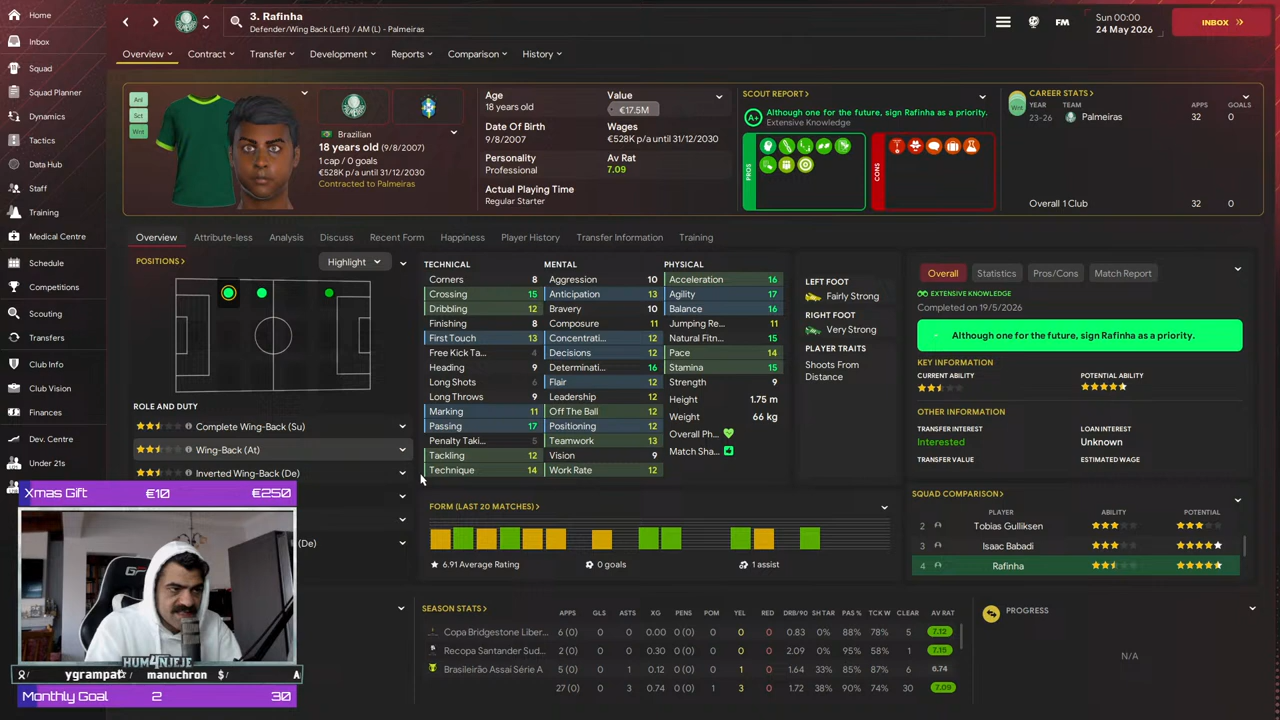 Home
3. Rafinha
Defender/Wing Back (Left) / AM (L) - Palmeiras
FM
Sun 00:00
24 May 2026
INBOX
Inbox
Squad
Squad Planner
Dynamics
Tactics
Data Hub
Staff
Training
Medical Centre
Schedule
Competitions
Scouting
Transfers
Club Info
Club Vision
Finances
Dev. Centre
Under 21s
Overview
Contract
Transfer
Development
Reports
Comparison
History
Anl
Sct
Wnt
Brazilian
18 years old (9/8/2007)
1 cap / 0 goals
€528K p/a until 31/12/2030
Contracted to Palmeiras
Age
18 years old
Date Of Birth
9/8/2007
Personality
Professional
Actual Playing Time
Regular Starter
Value
€17.5M
Wages
€528K p/a until 31/12/2030
Av Rat
7.09
SCOUT REPORT>
A+
Although one for the future, sign Rafinha as a priority.
Extensive Knowledge
PROS
CONS
Wnt
CAREER STATS>
YEAR TEAM APPS GOALS
23-26 Palmeiras 32 0
Overall 1 Club 32 0
Overview
Attribute-less
Analysis
Discuss
Recent Form
Happiness
Player History
Transfer Information
Training
POSITIONS>
Highlight
ROLE AND DUTY
Complete Wing-Back (Su)
Wing-Back (At)
Inverted Wing-Back (De)
(De)
TECHNICAL
Corners 8
Crossing 15
Dribbling 12
Finishing 8
First Touch 13
Free Kick Ta... 4
Heading 9
Long Shots 6
Long Throws 9
Marking 11
Passing 17
Penalty Taki... 5
Tackling 12
Technique 14
MENTAL
Aggression 10
Anticipation 13
Bravery 10
Composure 11
Concentrati... 12
Decisions 12
Determinati... 16
Flair 12
Leadership 12
Off The Ball 12
Positioning 12
Teamwork 13
Vision 9
Work Rate 12
PHYSICAL
Acceleration 16
Agility 17
Balance 16
Jumping Re... 11
Natural Fitn... 15
Pace 14
Stamina 15
Strength 9
Height 1.75 m
Weight 66 kg
Overall Ph...
Match Sha...
LEFT FOOT
Fairly Strong
RIGHT FOOT
Very Strong
PLAYER TRAITS
Shoots From
Distance
Overall
Statistics
Pros/Cons
Match Report
EXTENSIVE KNOWLEDGE
Completed on 19/5/2026
Although one for the future, sign Rafinha as a priority.
KEY INFORMATION
CURRENT ABILITY POTENTIAL ABILITY
OTHER INFORMATION
TRANSFER INTEREST LOAN INTEREST
Interested Unknown
TRANSFER VALUE ESTIMATED WAGE
SQUAD COMPARISON>
PLAYER ABILITY POTENTIAL
2 Tobias Gulliksen
3 Isaac Babadi
4 Rafinha
FORM (LAST 20 MATCHES)>
6.91 Average Rating
0 goals
1 assist
SEASON STATS> APPS GLS ASTS XG PENS POM YEL RED DRB/90 SH TAR PAS % TCK W CLEAR AV RAT
Copa Bridgestone Liber... 6 (0) 0 0 0.00 0 (0) 0 0 0 0.83 0% 88% 78% 5 7.12
Recopa Santander Sud... 2 (0) 0 0 0.30 0 (0) 0 0 0 2.09 0% 95% 58% 1 7.15
Brasileirão Assaí Série A 5 (0) 0 1 0.12 0 (0) 0 1 0 1.64 33% 85% 87% 6 6.74
27 (0) 0 3 0.74 0 (0) 1 3 0 1.72 38% 90% 74% 30 7.09
PROGRESS
N/A
Xmas Gift €10 €250
HUM4NJEJE
ygrampat
manuchron
$/
A
Monthly Goal 2 30